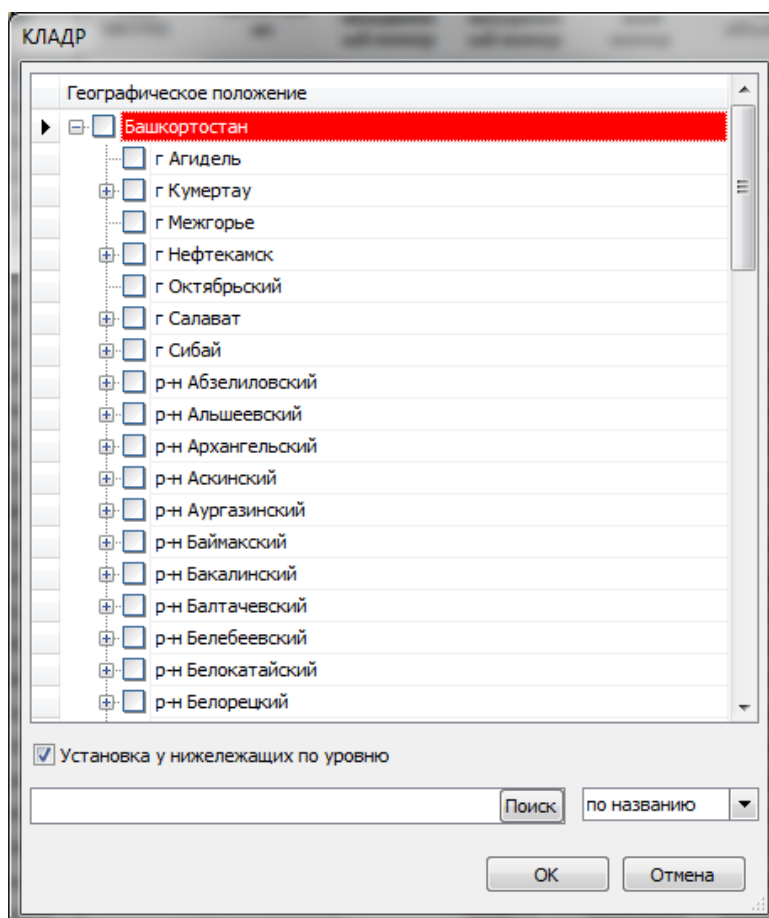 КЛАДР
Географическое положение
Башкортостан
г Агидель
г Кумертау
г Межгорье
г Нефтекамск
г Октябрьский
г Салават
г Сибай
р-н Абзелиловский
р-н Альшеевский
р-н Архангельский
р-н Аскинский
р-н Аургазинский
р-н Баймакский
р-н Бакалинский
р-н Балтачевский
р-н Белебеевский
р-н Белокатайский
р-н Белорецкий
Установка у нижележащих по уровню
Поиск по названию
ОК Отмена